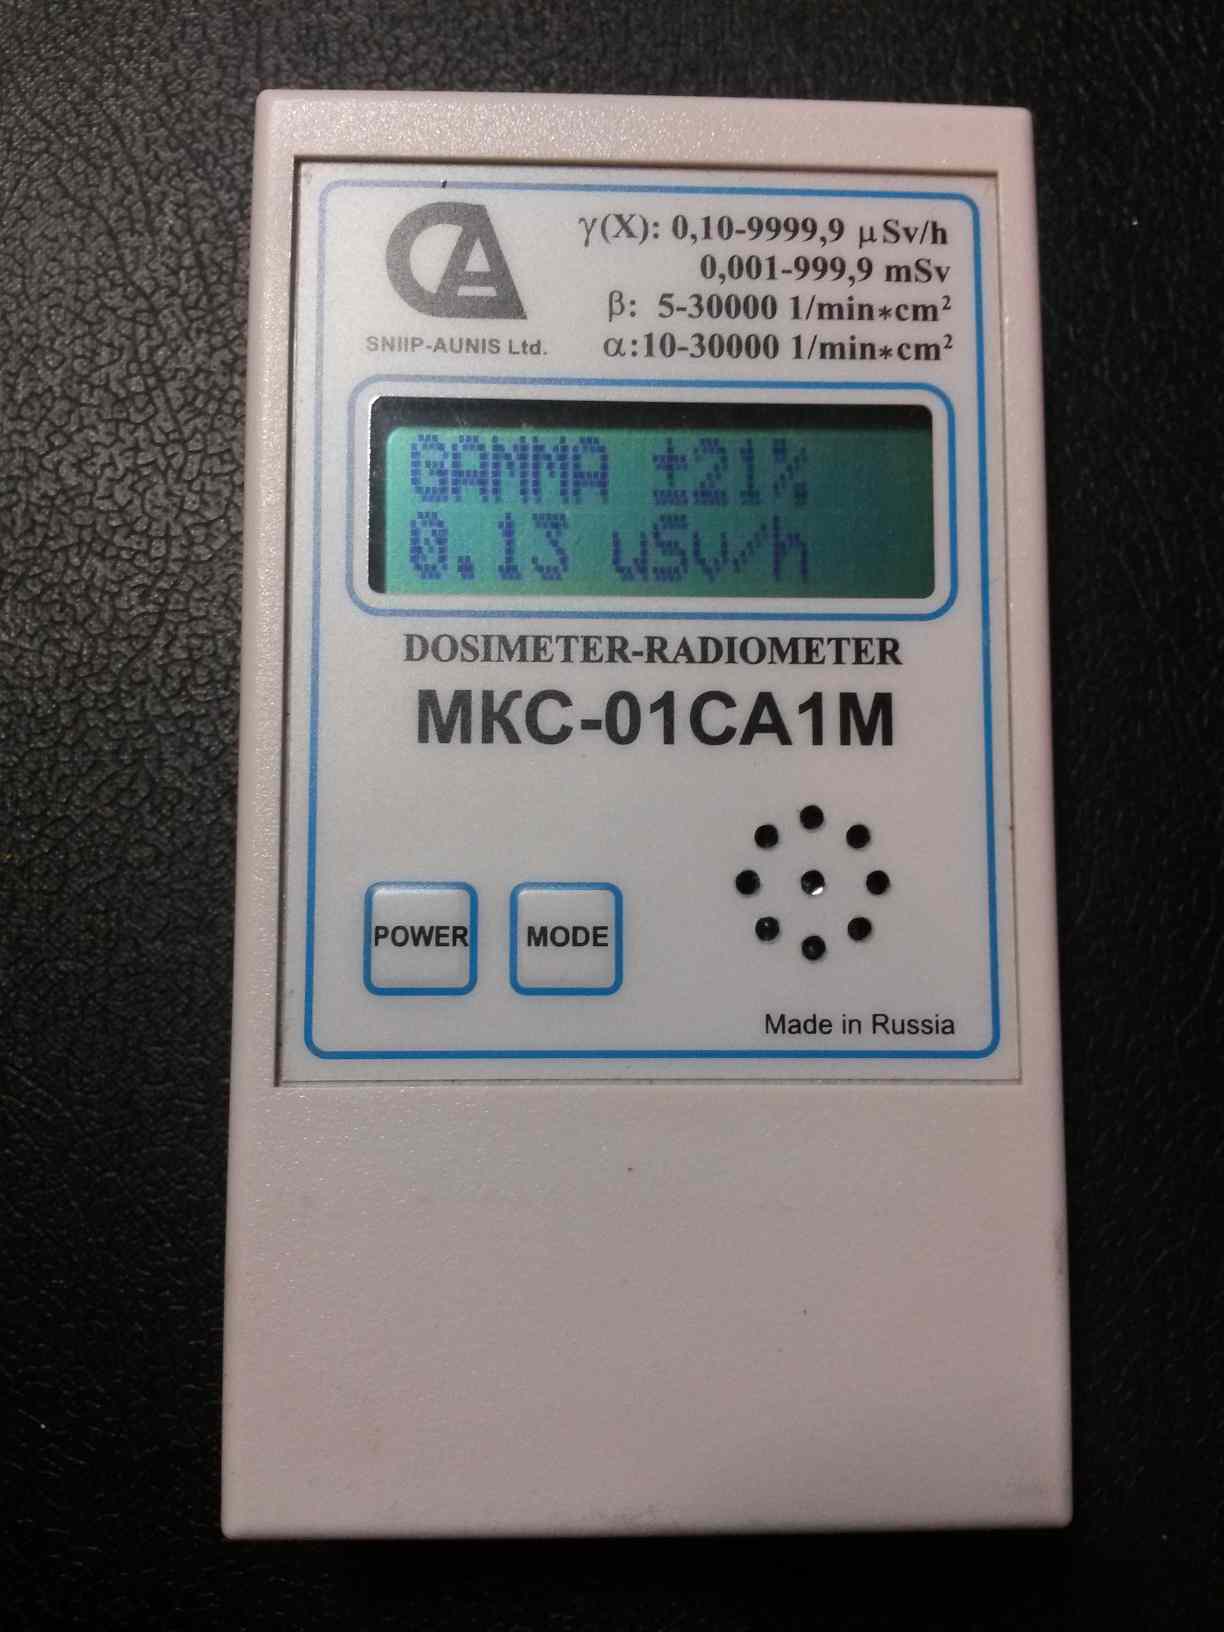 γ(X): 0,10-9999,9 μSv/h
0,001-999,9 mSv
β: 5-30000 1/min*cm²
α:10-30000 1/min*cm²
CA
SNIIP-AUNIS Ltd.
GAMMA ±21%
0.13 uSv/h
DOSIMETER-RADIOMETER
МКС-01СА1М
POWER
MODE
Made in Russia